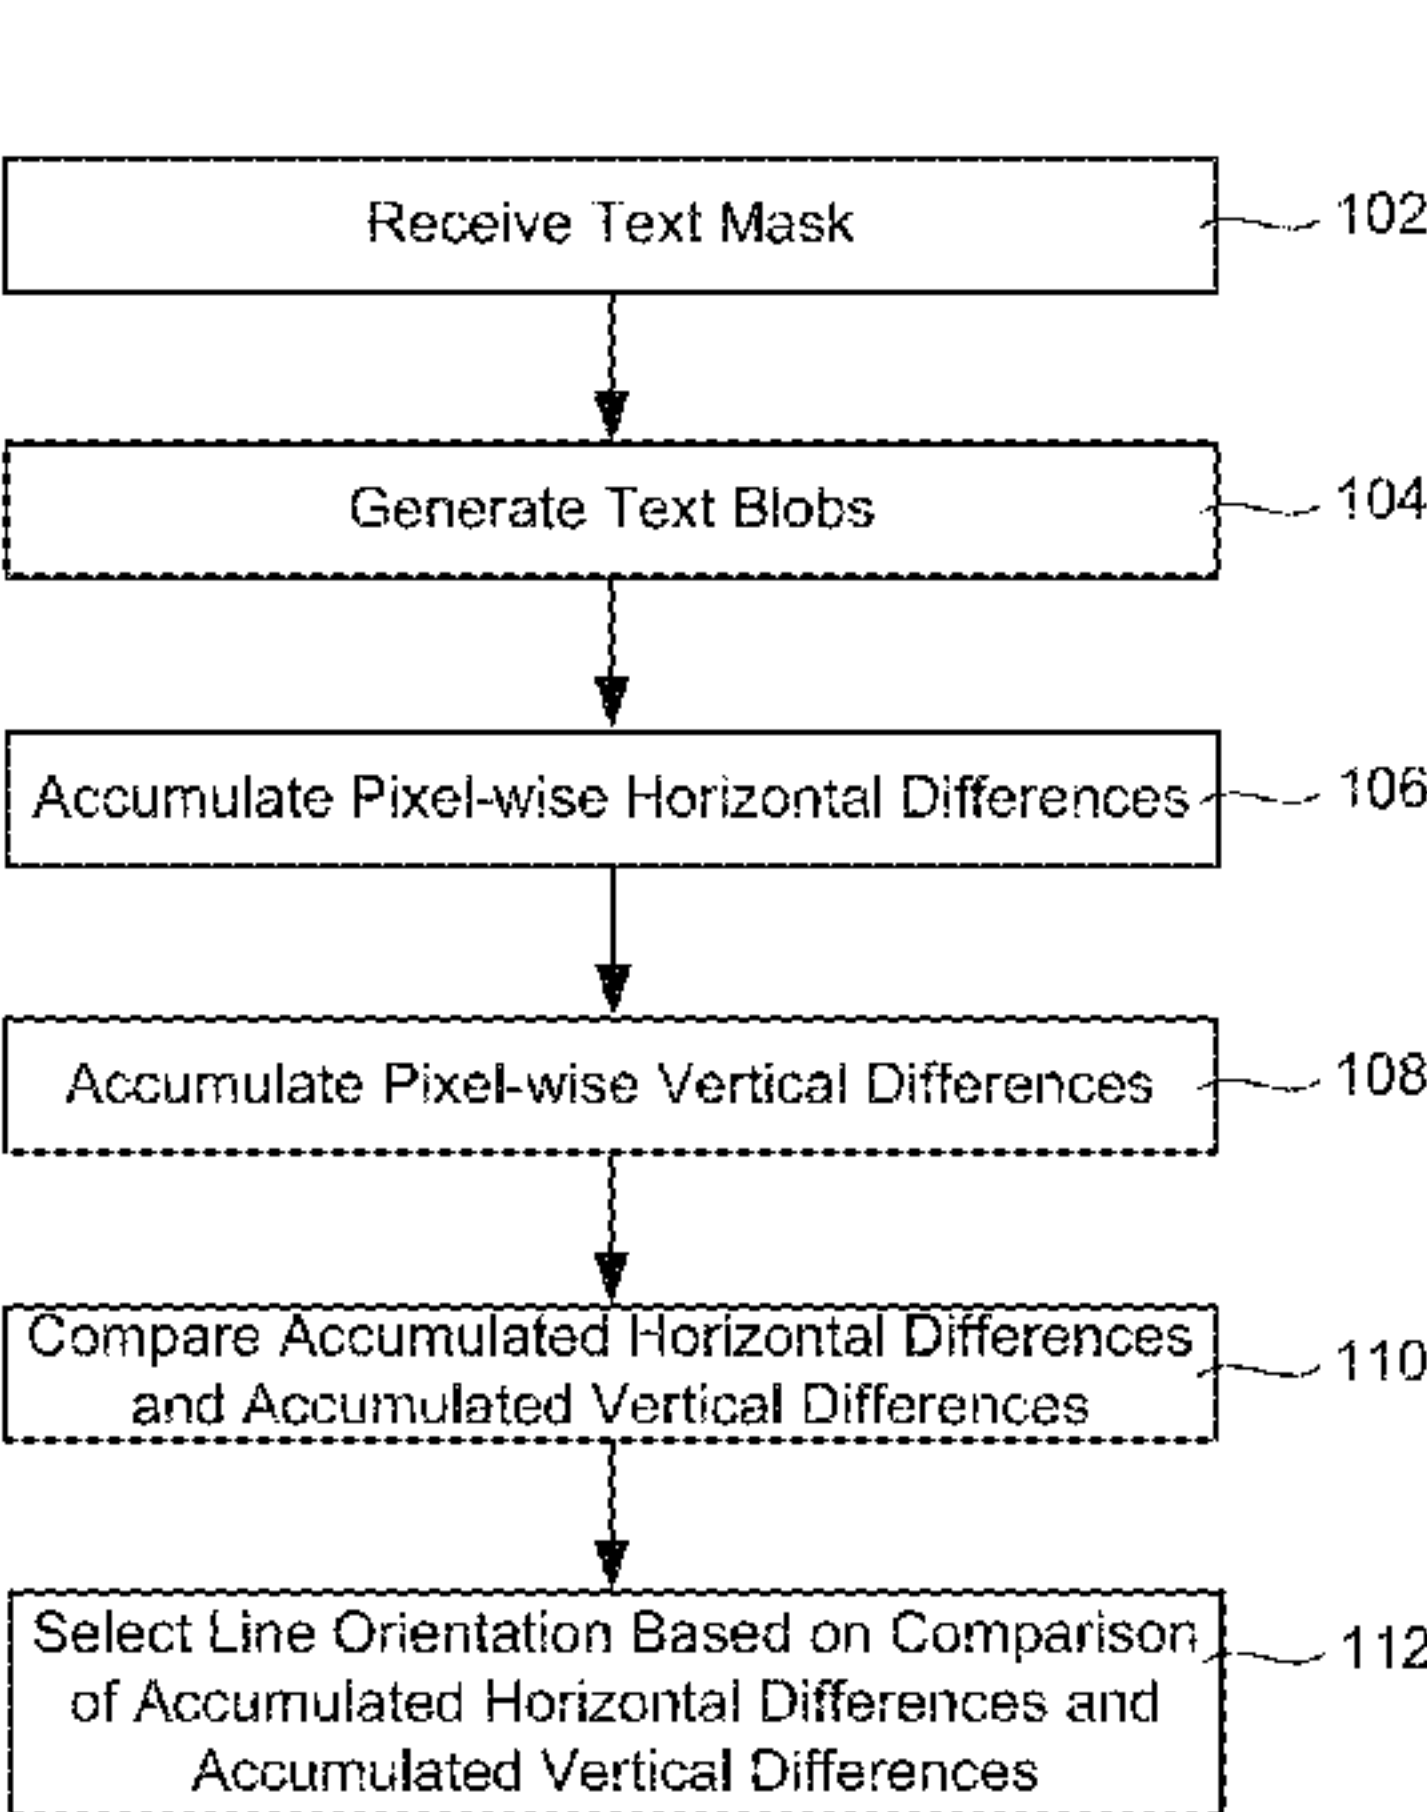 Receive Text Mask 102
Generate Text Blobs 104
Accumulate Pixel-wise Horizontal Differences 106
Accumulate Pixel-wise Vertical Differences 108
Compare Accumulated Horizontal Differences
and Accumulated Vertical Differences 110
Select Line Orientation Based on Comparison 112
of Accumulated Horizontal Differences and
Accumulated Vertical Differences